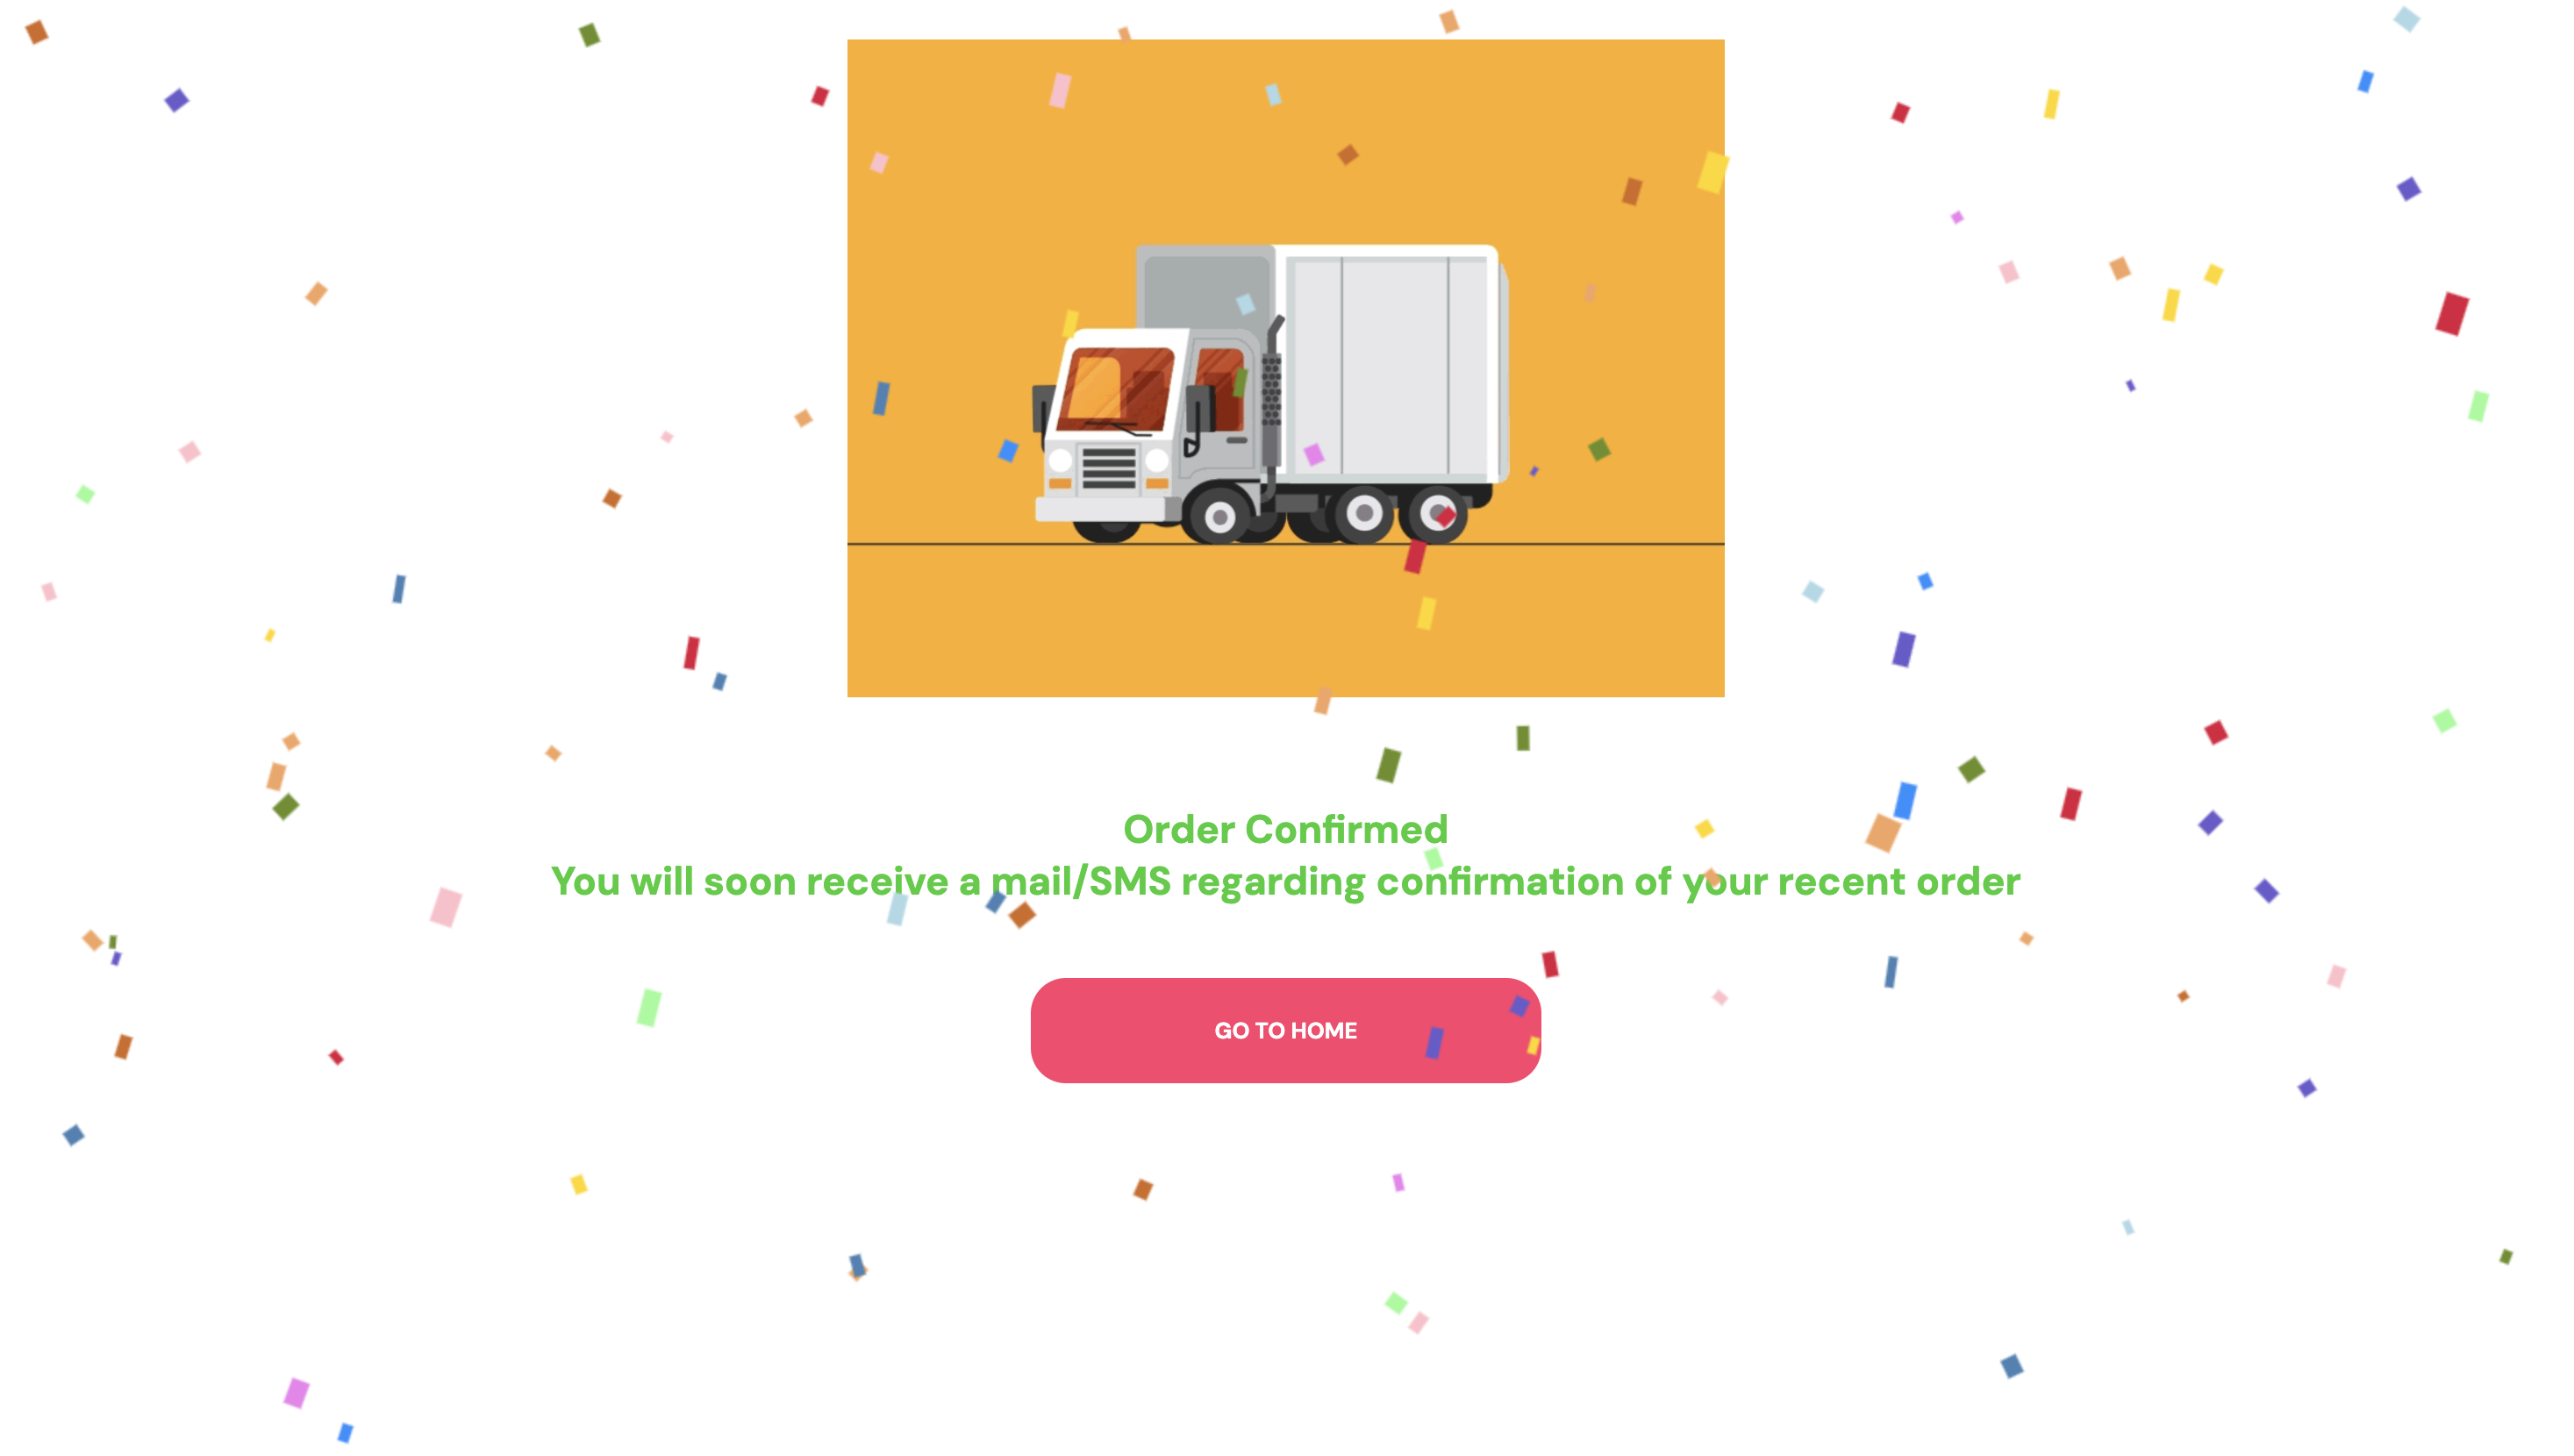 Order Confirmed
You will soon receive a mail/SMS regarding confirmation of your recent order
GO TO HOME